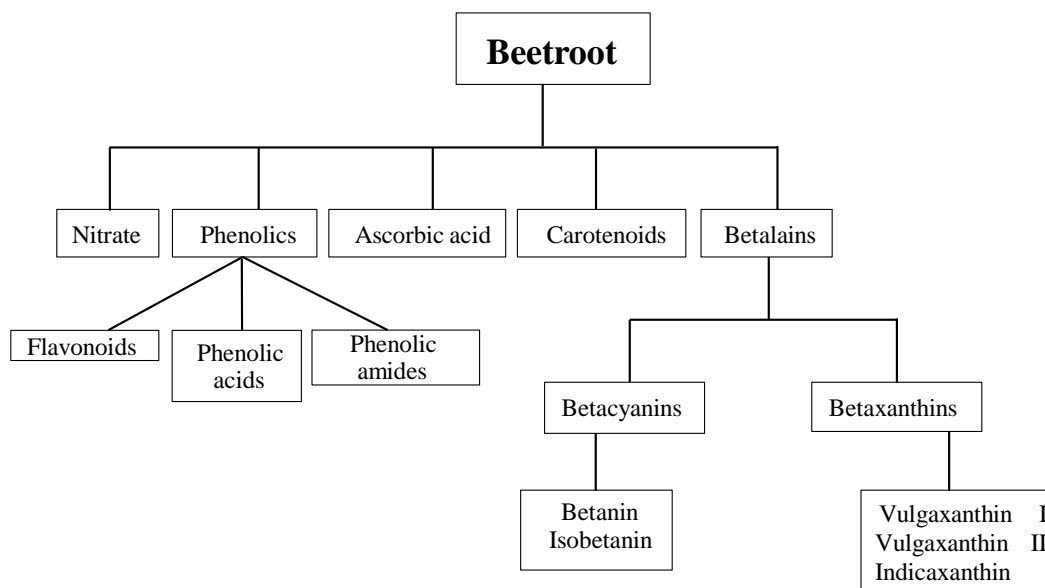 Beetroot
Nitrate
Phenolics
Ascorbic acid
Carotenoids
Betalains
Flavonoids
Phenolic
acids
Phenolic
amides
Betacyanins
Betaxanthins
Betanin
Isobetanin
Vulgaxanthin I
Vulgaxanthin II
Indicaxanthin